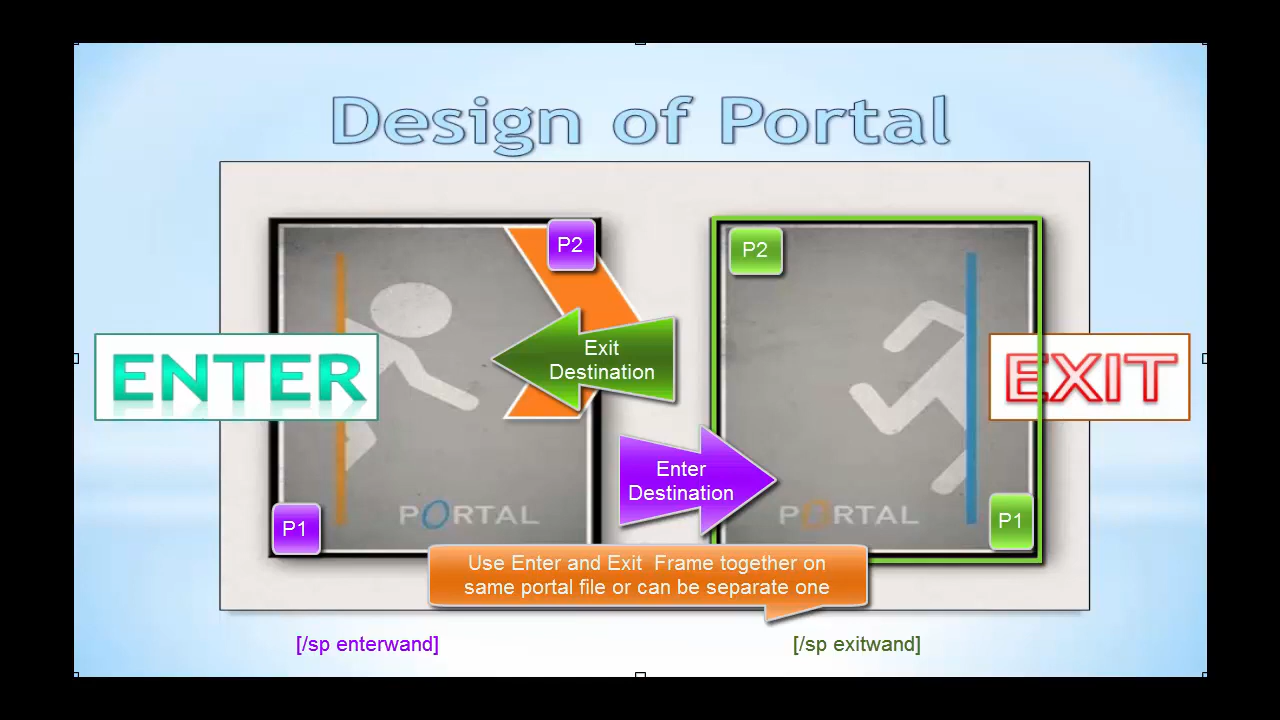 Design of Portal
P2
P2
Exit
Destination
ENTER
EXIT
Enter
Destination
PORTAL
PORTAL
P1
P1
Use Enter and Exit Frame together on
same portal file or can be separate one
[/sp enterwand]
[/sp exitwand]